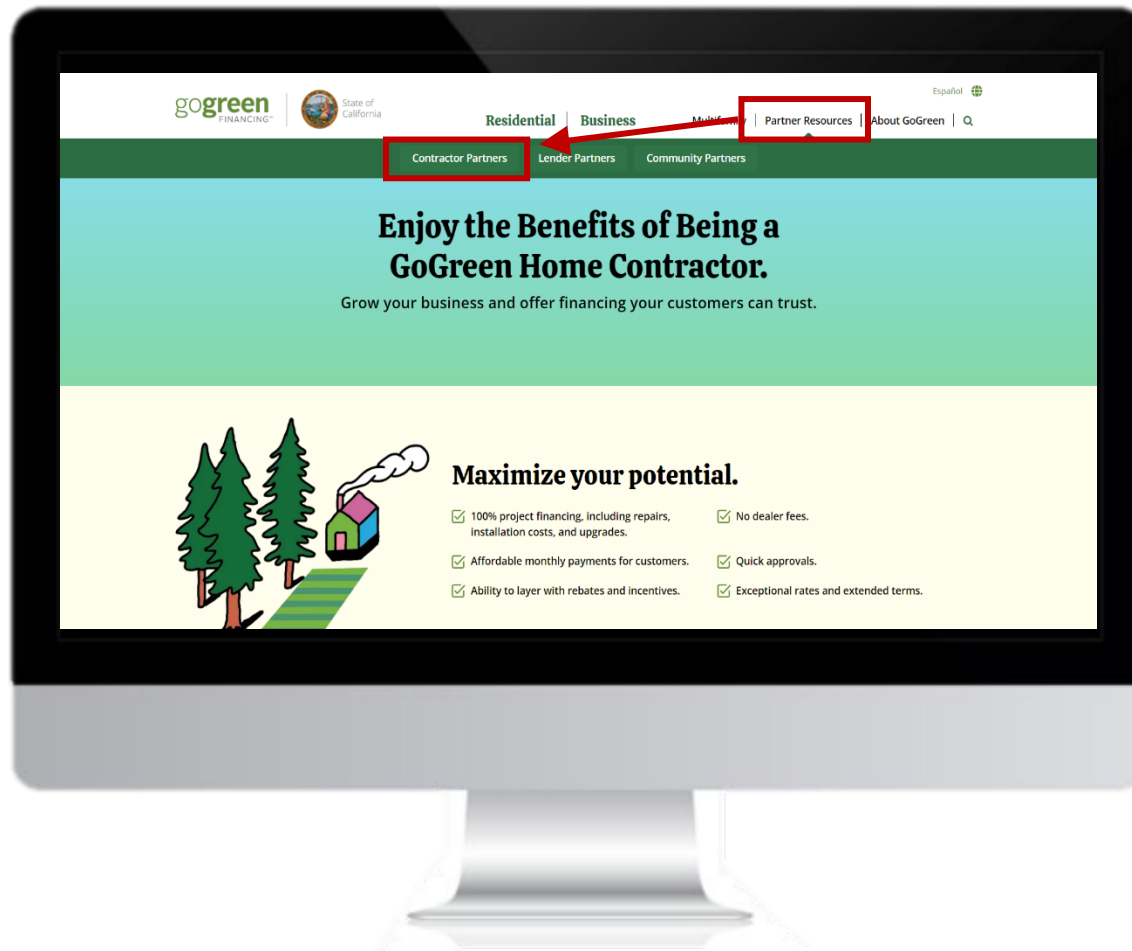 Español
gogreen
FINANCING™
State of
California
Residential
Business
Multifamily
Partner Resources
About GoGreen
Contractor Partners
Lender Partners
Community Partners
Enjoy the Benefits of Being a
GoGreen Home Contractor.
Grow your business and offer financing your customers can trust.
Maximize your potential.
100% project financing, including repairs,
installation costs, and upgrades.
No dealer fees.
Affordable monthly payments for customers.
Quick approvals.
Ability to layer with rebates and incentives.
Exceptional rates and extended terms.